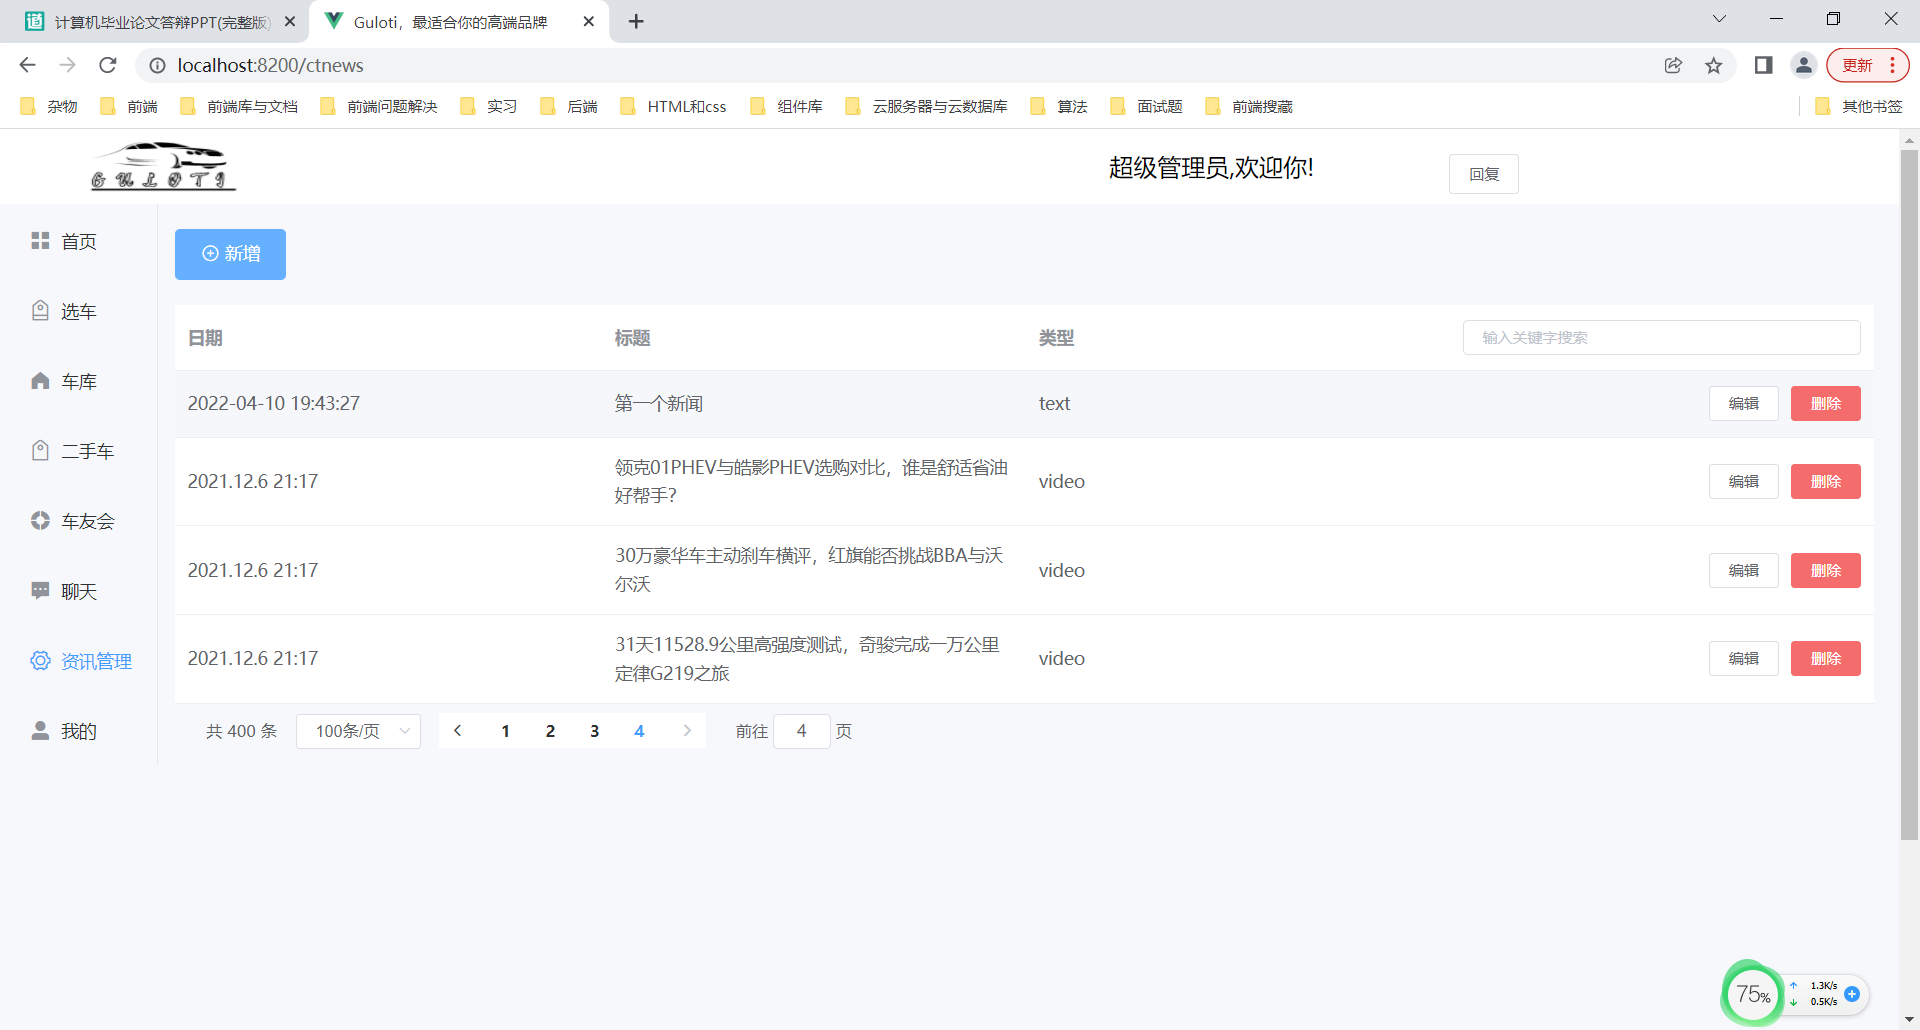 计算机毕业论文答辩PPT(完整版)
Guloti，最适合你的高端品牌
localhost:8200/ctnews
更新
杂物
前端
前端库与文档
前端问题解决
实习
后端
HTML和css
组件库
云服务器与云数据库
算法
面试题
前端搜藏
其他书签
GULOTI
超级管理员,欢迎你!
回复
首页
选车
车库
二手车
车友会
聊天
资讯管理
我的
新增
日期
标题
类型
输入关键字搜索
2022-04-10 19:43:27
第一个新闻
text
编辑
删除
2021.12.6 21:17
领克01PHEV与皓影PHEV选购对比，谁是舒适省油
好帮手?
video
编辑
删除
2021.12.6 21:17
30万豪华车主动刹车横评，红旗能否挑战BBA与沃
尔沃
video
编辑
删除
2021.12.6 21:17
31天11528.9公里高强度测试，奇骏完成一万公里
定律G219之旅
video
编辑
删除
共 400 条
100条/页
1
2
3
4
前往
4
页
75%
1.3K/s
0.5K/s